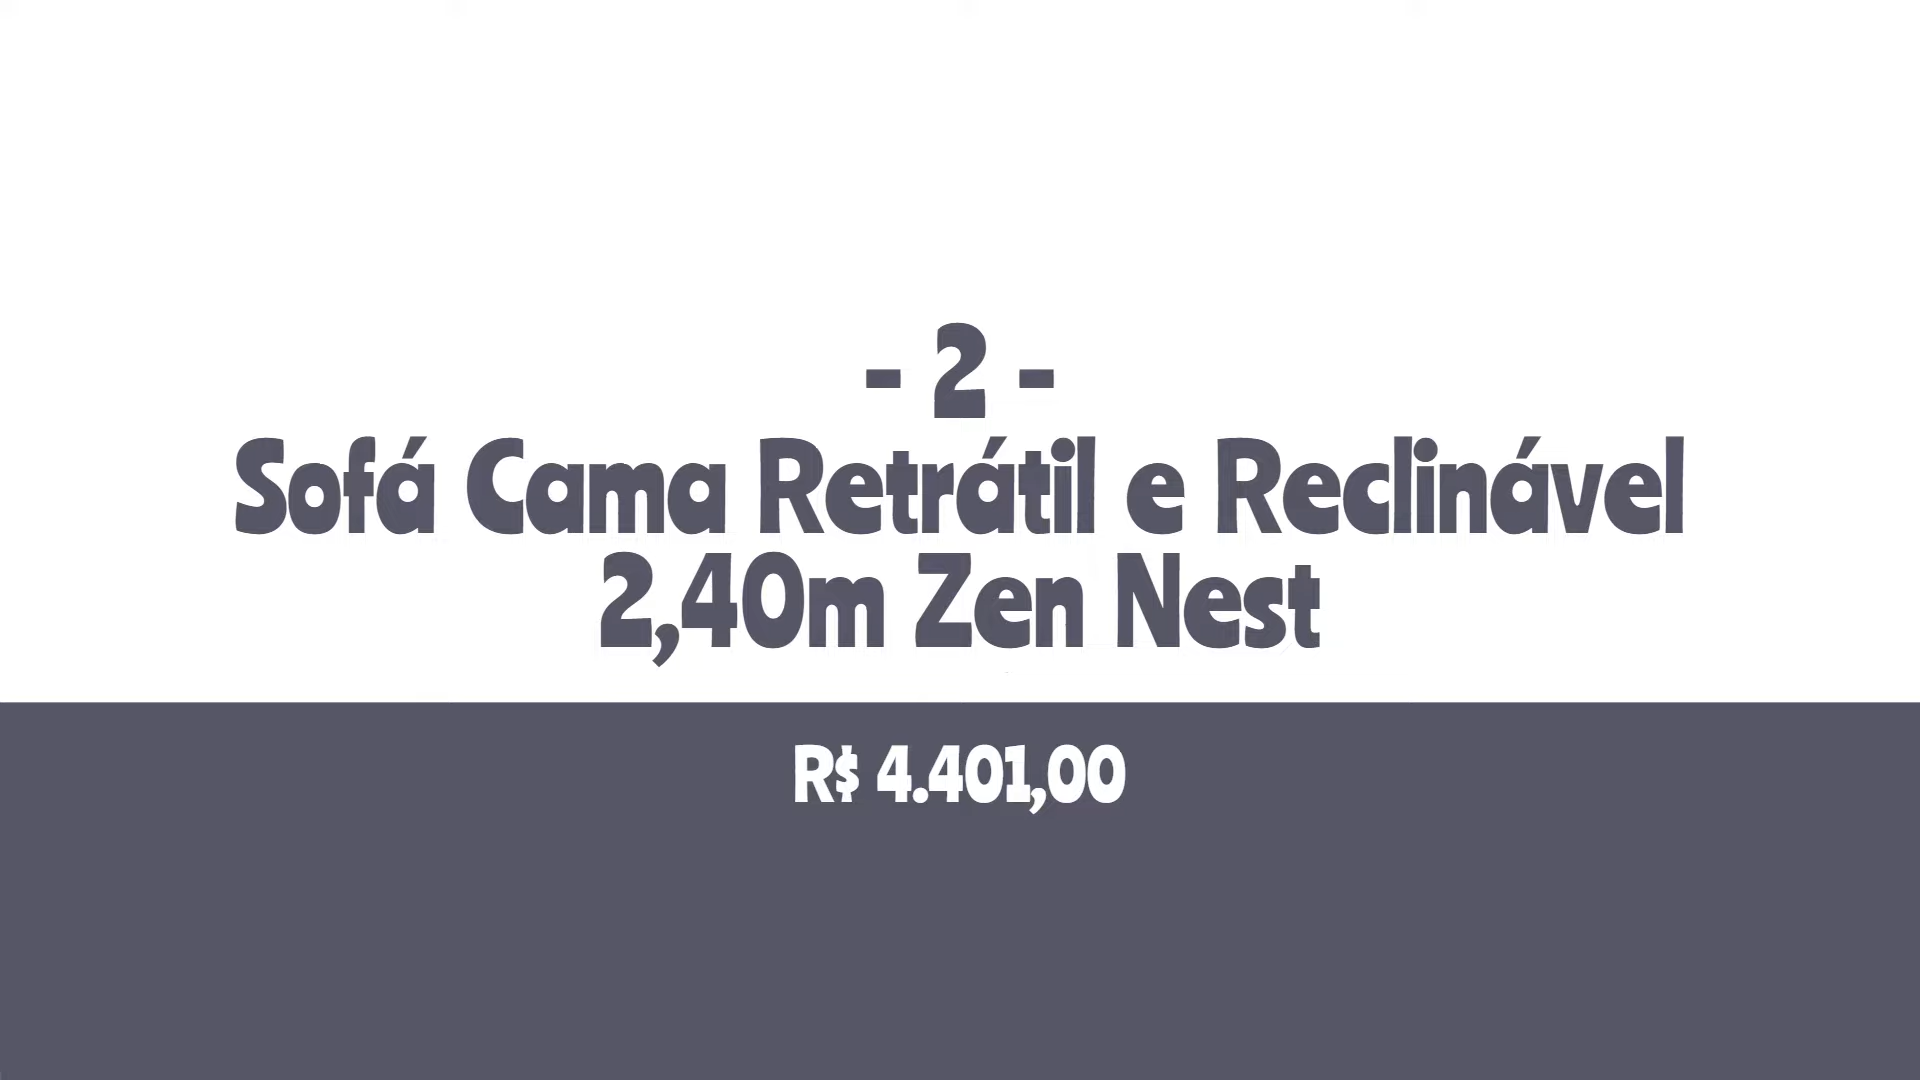 - 2 -
Sofá Cama Retrátil e Reclinável
2,40m Zen Nest
R$ 4.401,00